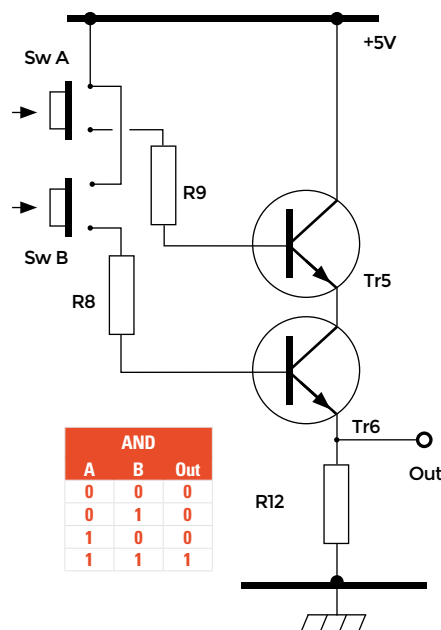 +5V
Sw A
R9
Sw B
Tr5
R8
Tr6
Out
R12
AND
A B Out
0 0 0
0 1 0
1 0 0
1 1 1